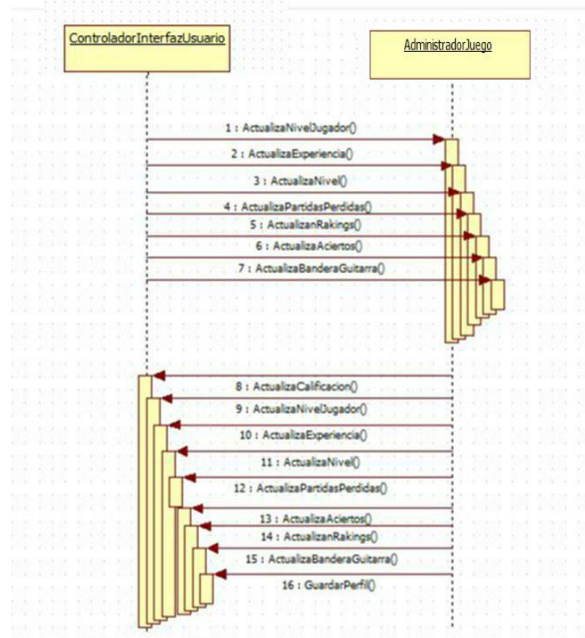 ControladorInterfazUsuario
AdministradorJuego
1 : ActualizaNivelJugador()
2 : ActualizaExperiencia()
3 : ActualizaNivel()
4 : ActualizaPartidasPerdidas()
5 : ActualizanRakings()
6 : ActualizaAciertos()
7 : ActualizaBanderaGuitarra()
8 : ActualizaCalificacion()
9 : ActualizaNivelJugador()
10 : ActualizaExperiencia()
11 : ActualizaNivel()
12 : ActualizaPartidasPerdidas()
13 : ActualizaAciertos()
14 : ActualizanRakings()
15 : ActualizaBanderaGuitarra()
16 : GuardarPerfil()